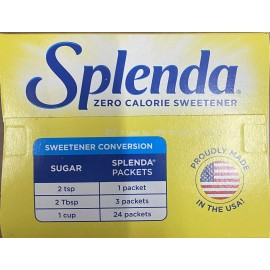 Splenda®
ZERO CALORIE SWEETENER
SWEETENER CONVERSION
SUGAR SPLENDA® PACKETS
2 tsp 1 packet
2 Tbsp 3 packets
1 cup 24 packets
PROUDLY MADE
IN THE USA!